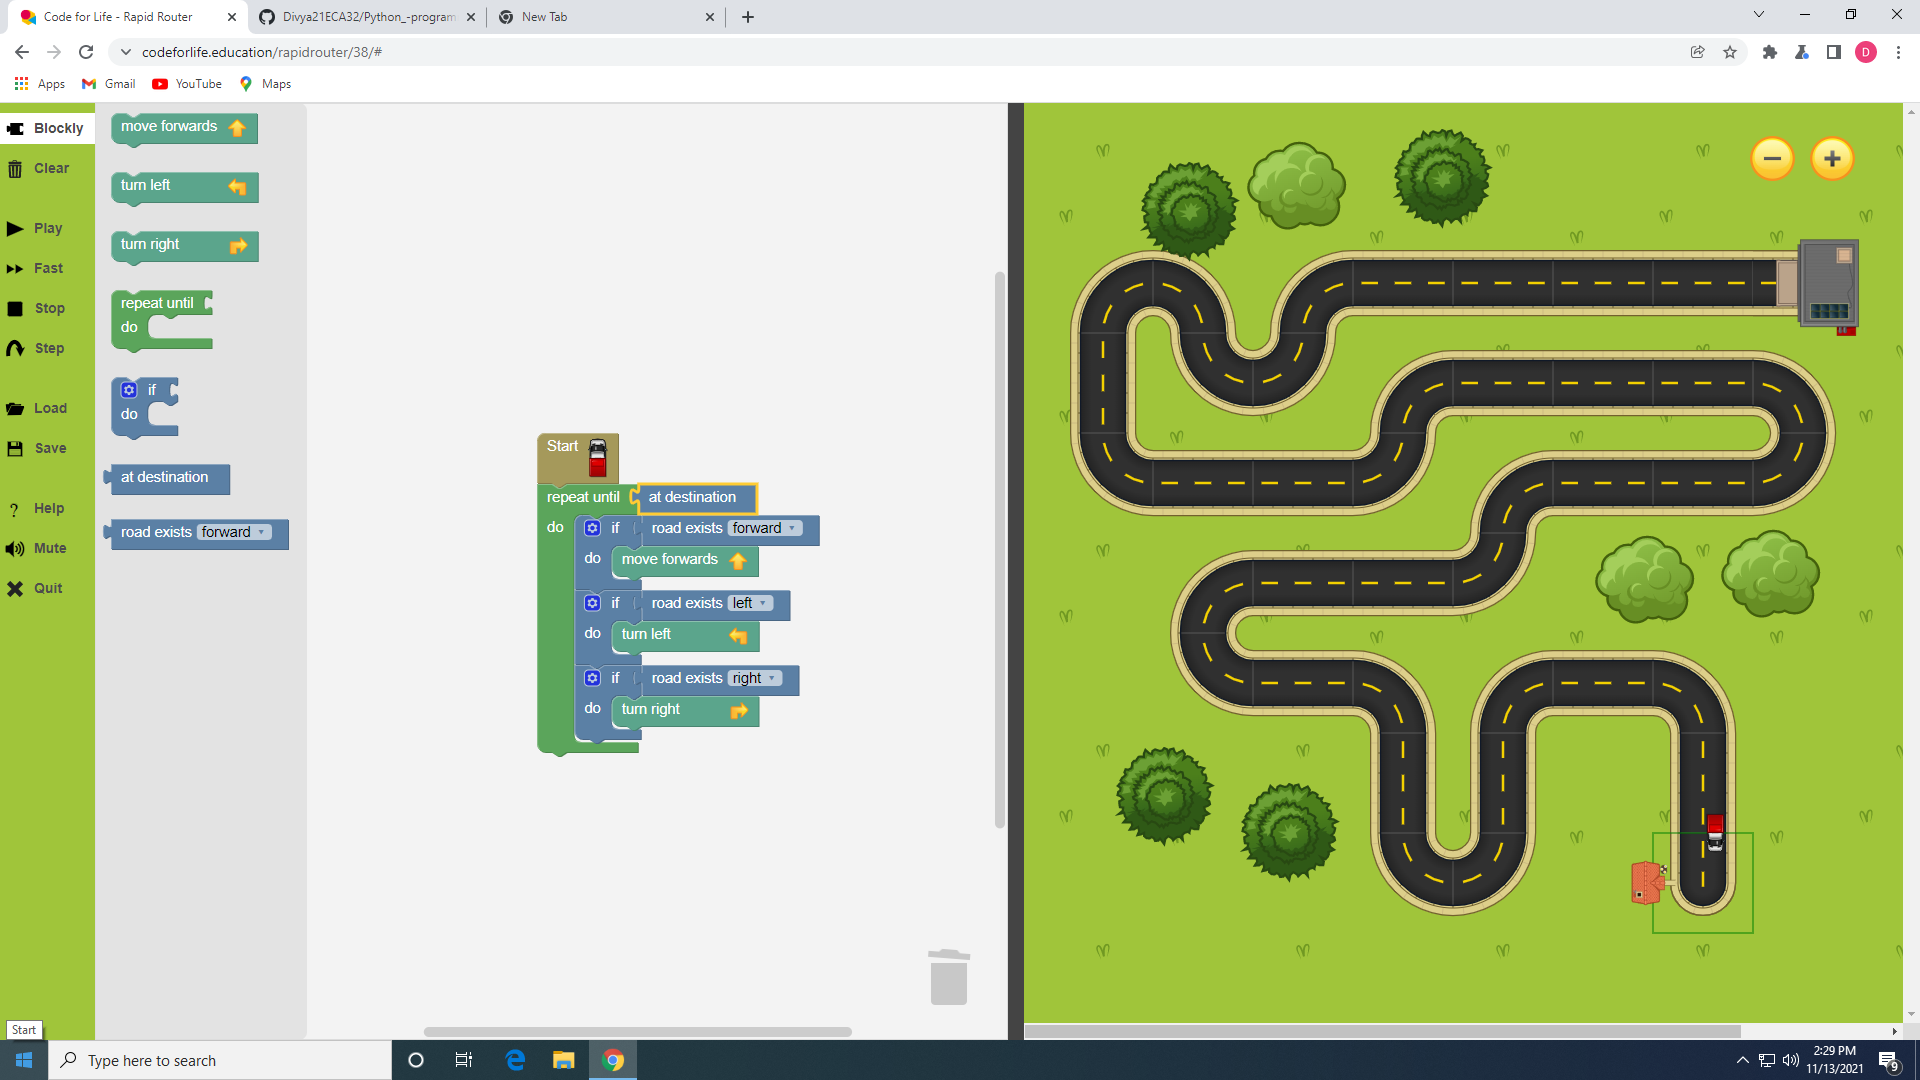 Code for Life - Rapid Router
Divya21ECA32/Python_-program
New Tab
codeforlife.education/rapidrouter/38/#
D
Apps
Gmail
YouTube
Maps
Blockly
Clear
Play
Fast
Stop
Step
Load
Save
Help
Mute
Quit
move forwards
turn left
turn right
repeat until
do
if
do
at destination
road exists forward
Start
repeat until at destination
do if road exists forward
do move forwards
if road exists left
do turn left
if road exists right
do turn right
Start
Type here to search
2:29 PM
11/13/2021
9